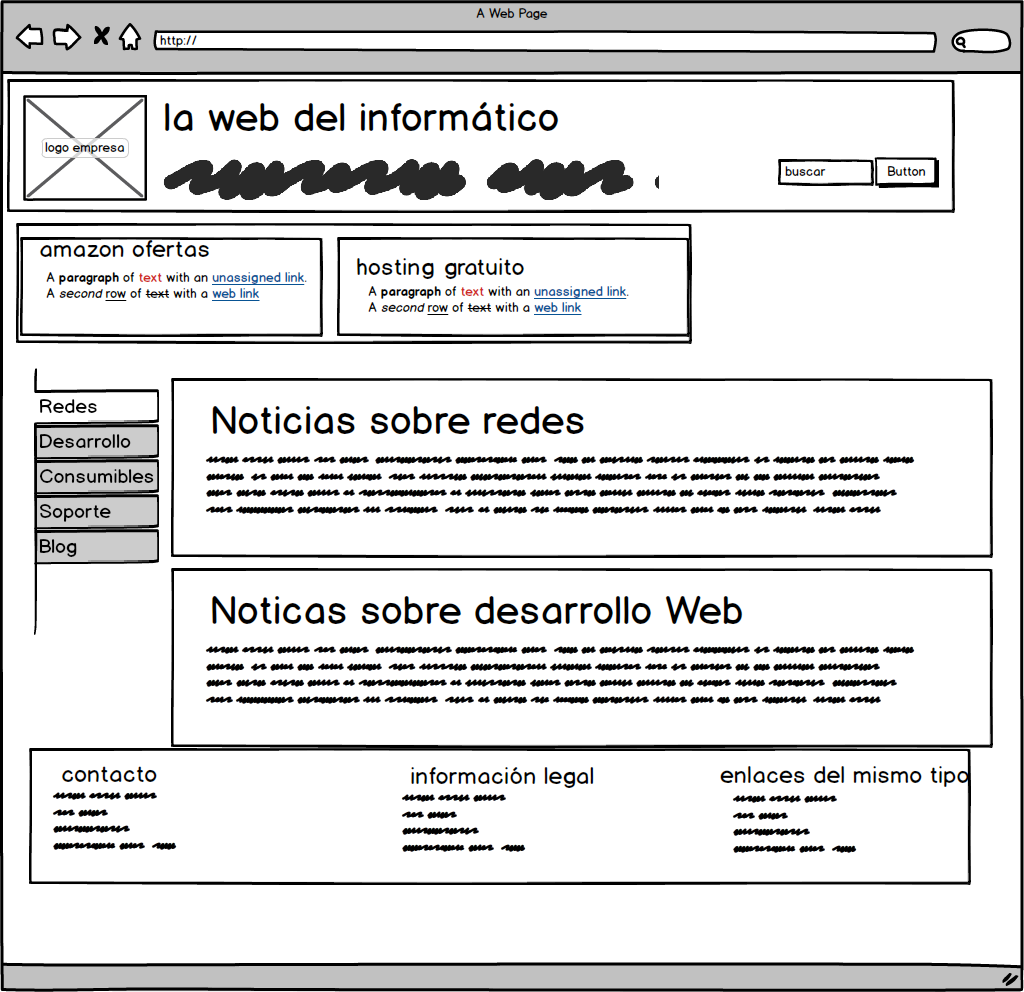 A Web Page
http://
la web del informático
logo empresa
buscar
Button
amazon ofertas
A paragraph of text with an unassigned link.
A second row of text with a web link
hosting gratuito
A paragraph of text with an unassigned link.
A second row of text with a web link
Redes
Desarrollo
Consumibles
Soporte
Blog
Noticias sobre redes
Noticas sobre desarrollo Web
contacto
información legal
enlaces del mismo tipo